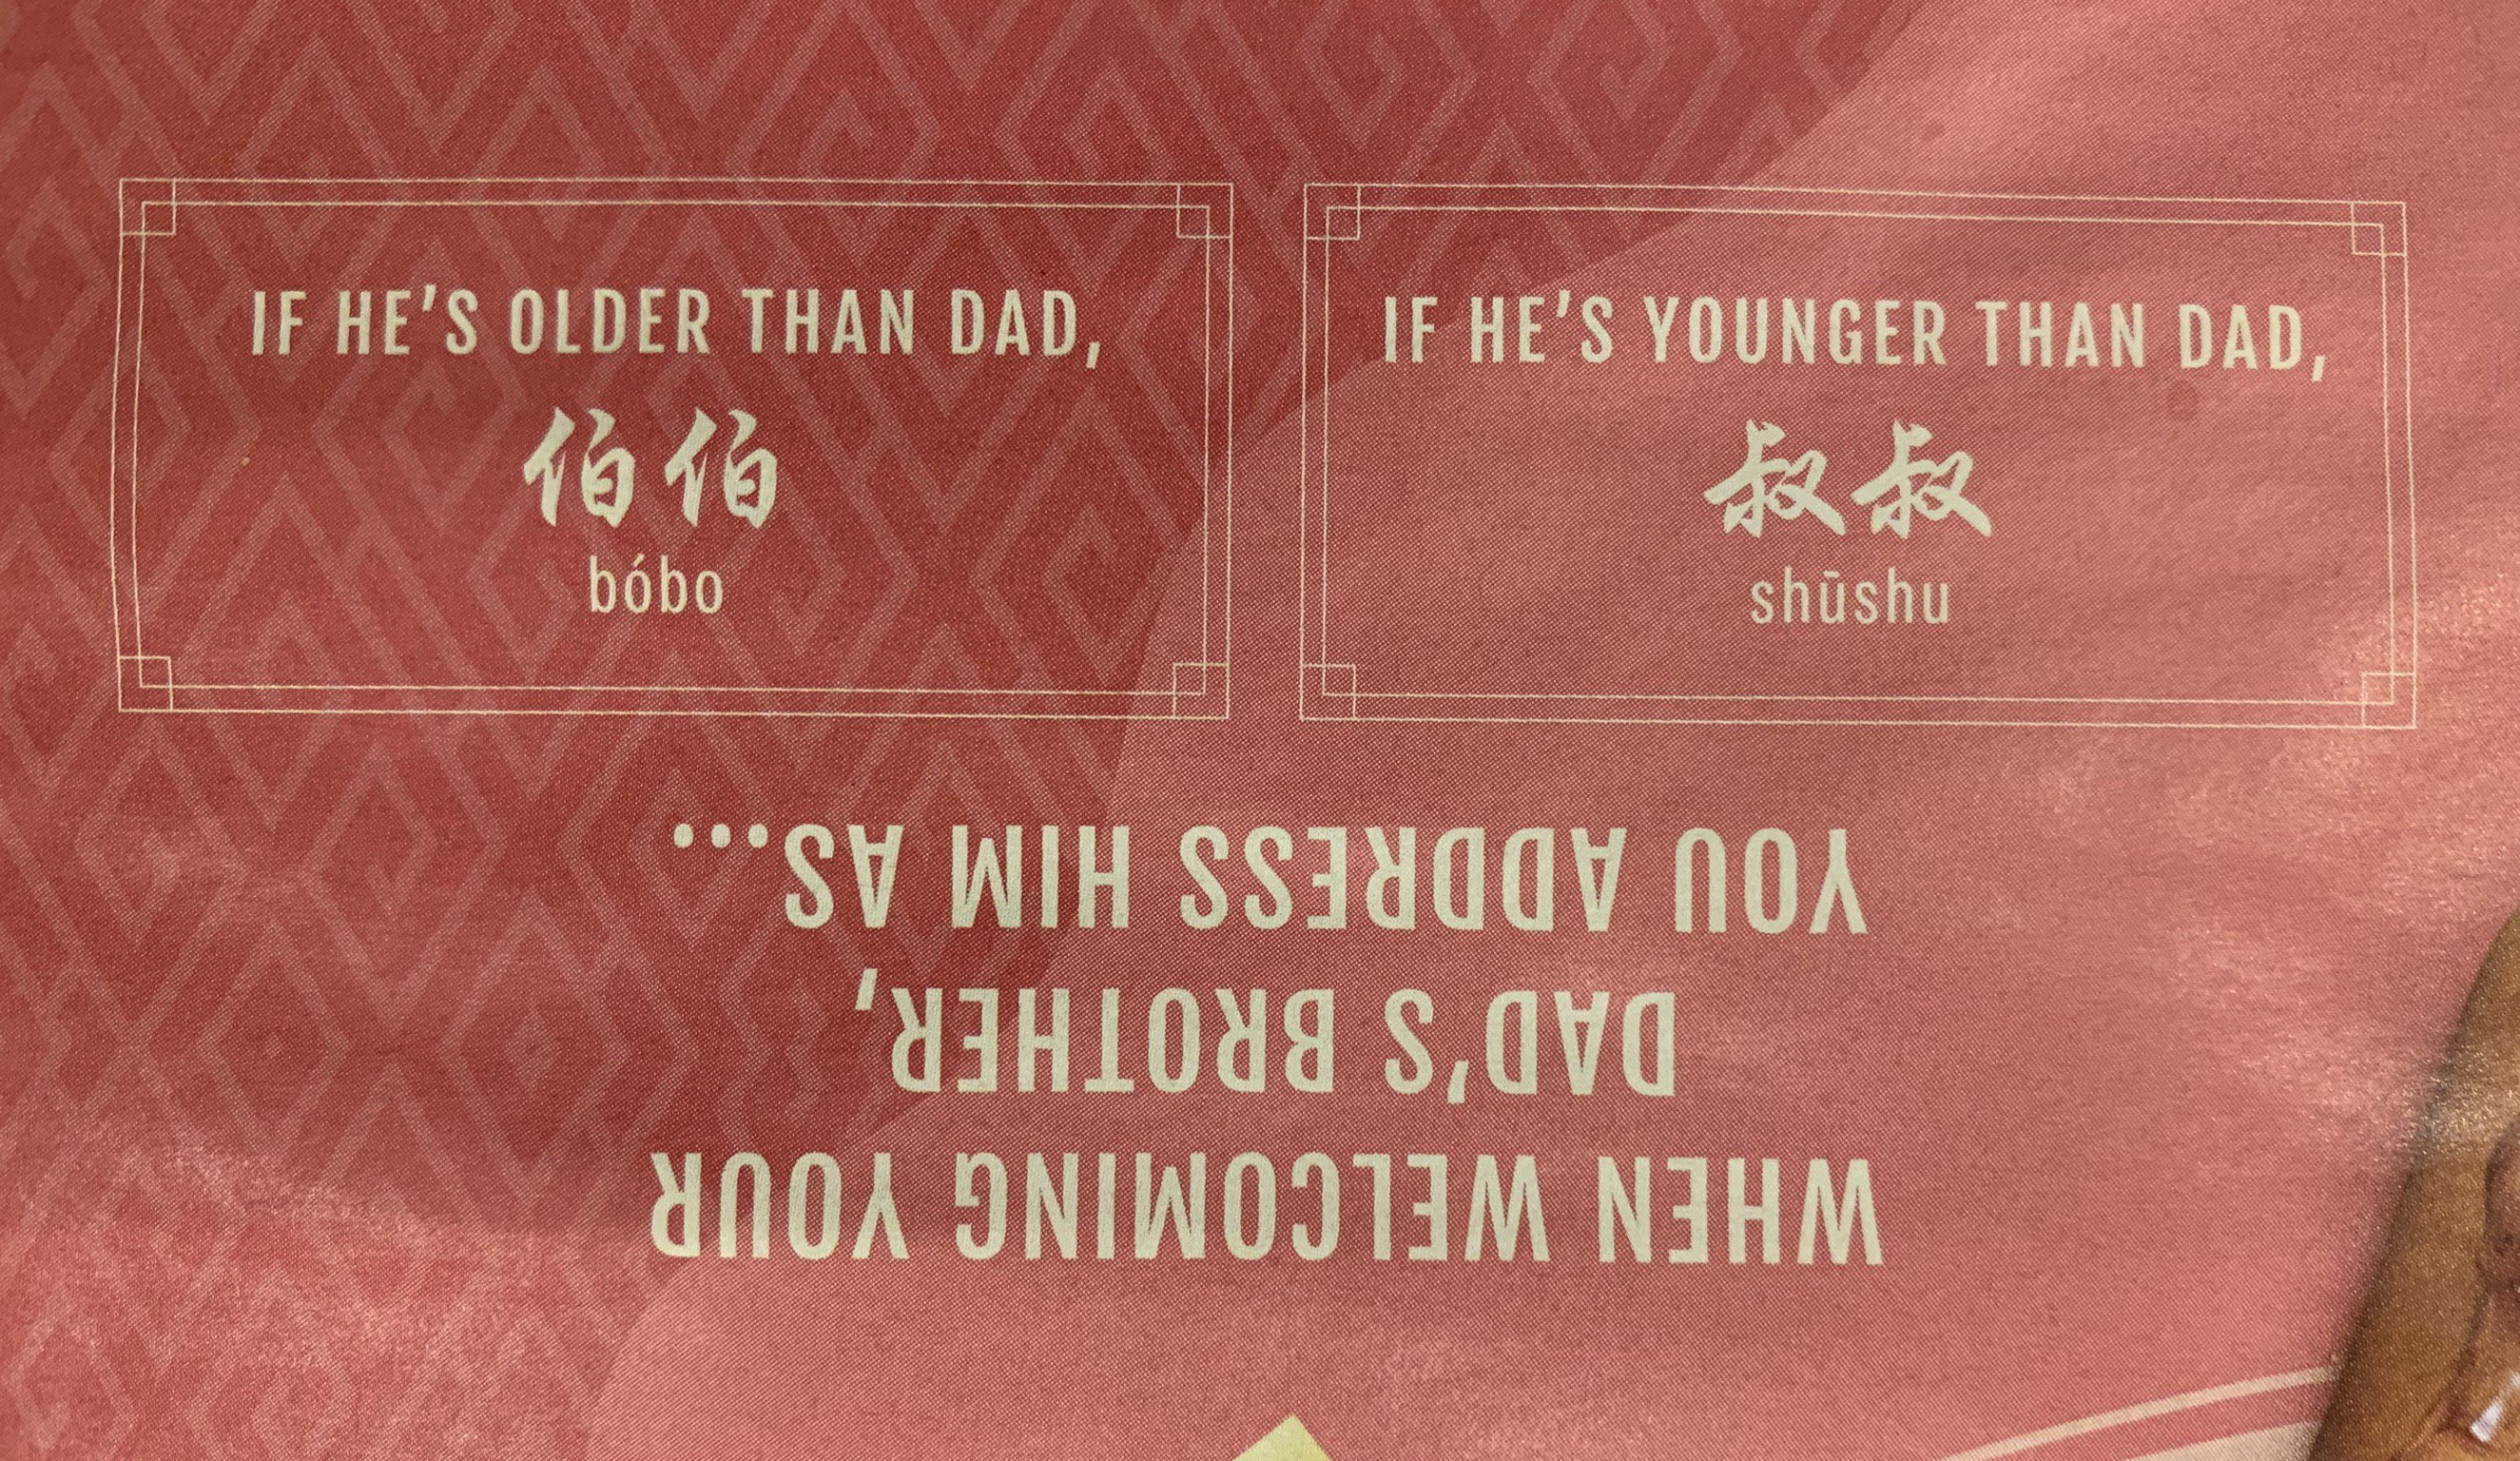 WHEN WELCOMING YOUR
DAD'S BROTHER,
YOU ADDRESS HIM AS...
IF HE'S OLDER THAN DAD,
伯伯
bóbo
IF HE'S YOUNGER THAN DAD,
叔叔
shūshu